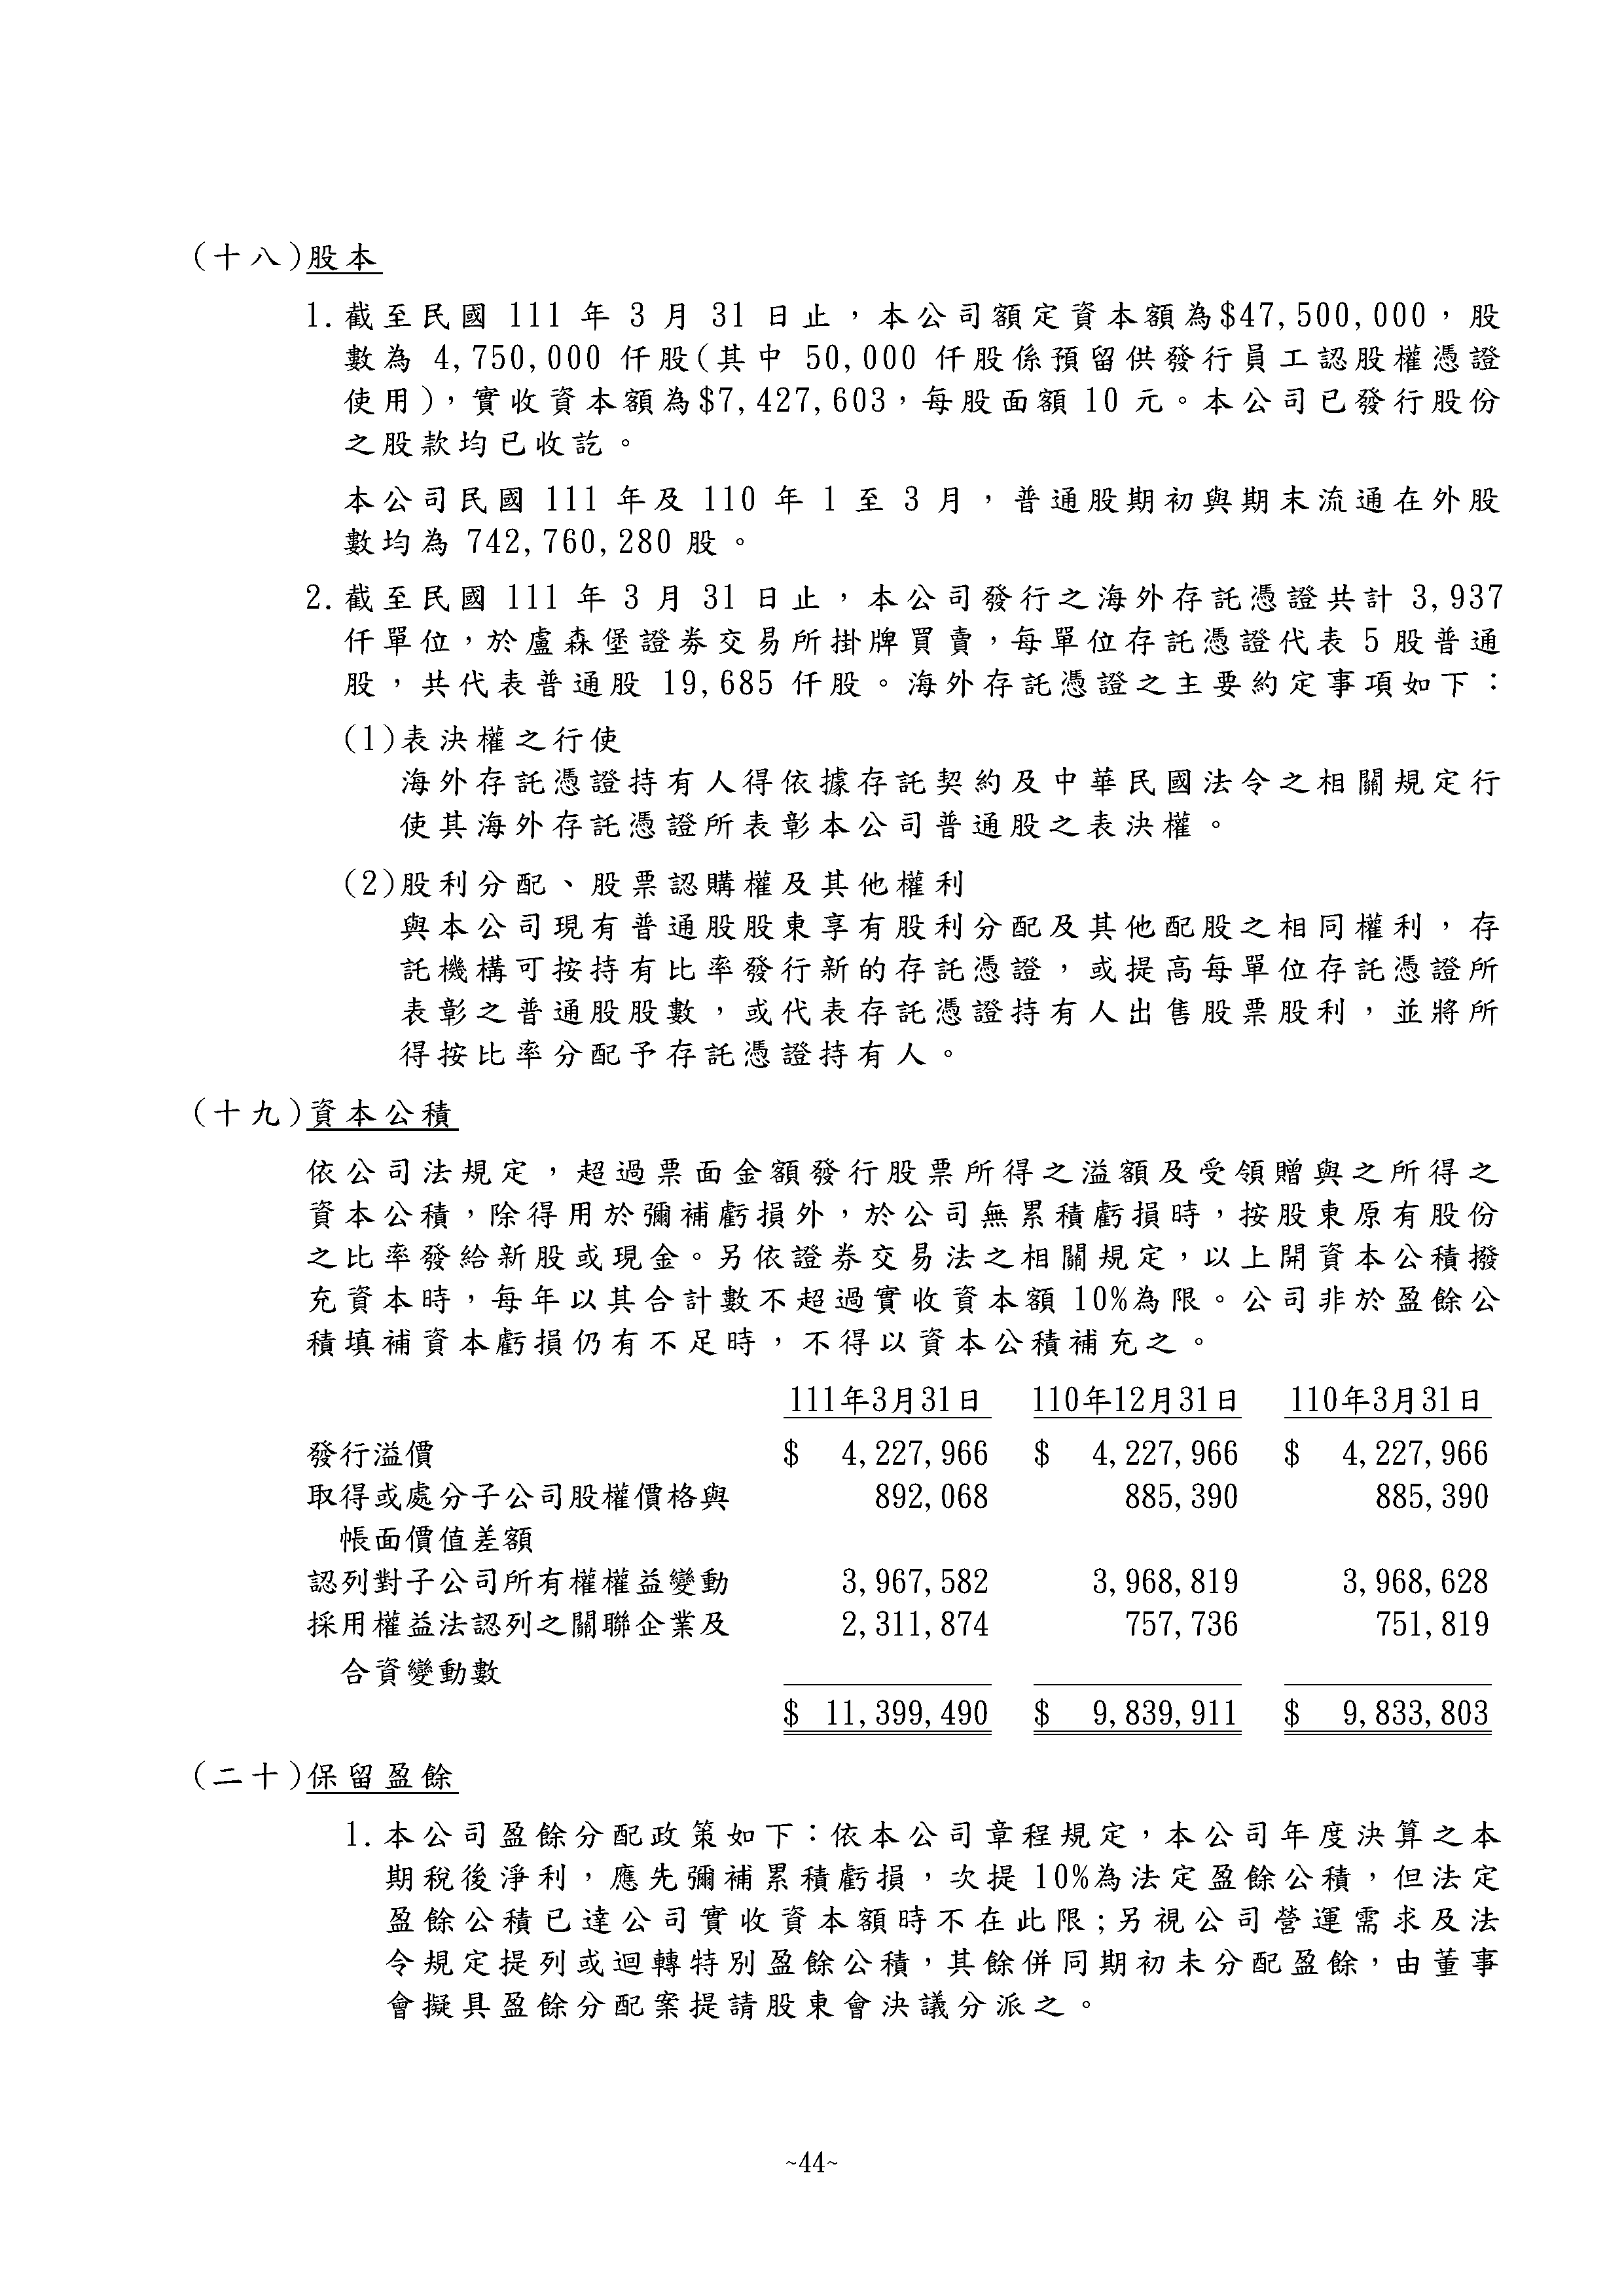 (十八)股本
1.截至民國 111 年 3 月 31 日止，本公司額定資本額為$47,500,000，股
數為 4,750,000 仟股(其中 50,000 仟股係預留供發行員工認股權憑證
使用)，實收資本額為$7,427,603，每股面額 10 元。本公司已發行股份
之股款均已收訖。
本公司民國 111 年及 110 年 1 至 3 月，普通股期初與期末流通在外股
數均為 742,760,280 股。
2.截至民國 111 年 3 月 31 日止，本公司發行之海外存託憑證共計 3,937
仟單位，於盧森堡證券交易所掛牌買賣，每單位存託憑證代表 5 股普通
股，共代表普通股 19,685 仟股。海外存託憑證之主要約定事項如下：
(1)表決權之行使
海外存託憑證持有人得依據存託契約及中華民國法令之相關規定行
使其海外存託憑證所表彰本公司普通股之表決權。
(2)股利分配、股票認購權及其他權利
與本公司現有普通股股東享有股利分配及其他配股之相同權利，存
託機構可按持有比率發行新的存託憑證，或提高每單位存託憑證所
表彰之普通股股數，或代表存託憑證持有人出售股票股利，並將所
得按比率分配予存託憑證持有人。
(十九)資本公積
依公司法規定，超過票面金額發行股票所得之溢額及受領贈與之所得之
資本公積，除得用於彌補虧損外，於公司無累積虧損時，按股東原有股份
之比率發給新股或現金。另依證券交易法之相關規定，以上開資本公積撥
充資本時，每年以其合計數不超過實收資本額 10%為限。公司非於盈餘公
積填補資本虧損仍有不足時，不得以資本公積補充之。
111年3月31日 110年12月31日 110年3月31日
發行溢價 $ 4,227,966 $ 4,227,966 $ 4,227,966
取得或處分子公司股權價格與 892,068 885,390 885,390
帳面價值差額
認列對子公司所有權權益變動 3,967,582 3,968,819 3,968,628
採用權益法認列之關聯企業及 2,311,874 757,736 751,819
合資變動數
$ 11,399,490 $ 9,839,911 $ 9,833,803
(二十)保留盈餘
1.本公司盈餘分配政策如下：依本公司章程規定，本公司年度決算之本
期稅後淨利，應先彌補累積虧損，次提 10%為法定盈餘公積，但法定
盈餘公積已達公司實收資本額時不在此限；另視公司營運需求及法
令規定提列或迴轉特別盈餘公積，其餘併同期初未分配盈餘，由董事
會擬具盈餘分配案提請股東會決議分派之。
~44~